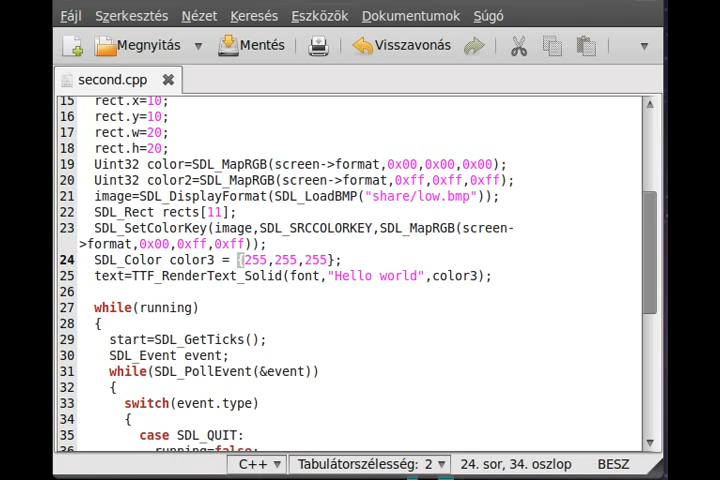 Fájl Szerkesztés Nézet Keresés Eszközök Dokumentumok Súgó
Megnyitás Mentés Visszavonás
second.cpp
15 rect.x=10;
16 rect.y=10;
17 rect.w=20;
18 rect.h=20;
19 Uint32 color=SDL_MapRGB(screen->format,0x00,0x00,0x00);
20 Uint32 color2=SDL_MapRGB(screen->format,0xff,0xff,0xff);
21 image=SDL_DisplayFormat(SDL_LoadBMP("share/low.bmp"));
22 SDL_Rect rects[11];
23 SDL_SetColorKey(image,SDL_SRCCOLORKEY,SDL_MapRGB(screen-
>format,0x00,0xff,0xff));
24 SDL_Color color3 = {255,255,255};
25 text=TTF_RenderText_Solid(font,"Hello world",color3);
26
27 while(running)
28 {
29 start=SDL_GetTicks();
30 SDL_Event event;
31 while(SDL_PollEvent(&event))
32 {
33 switch(event.type)
34 {
35 case SDL_QUIT:
36 running=false;
C++ Tabulátorszélesség: 2 24. sor, 34. oszlop BESZ